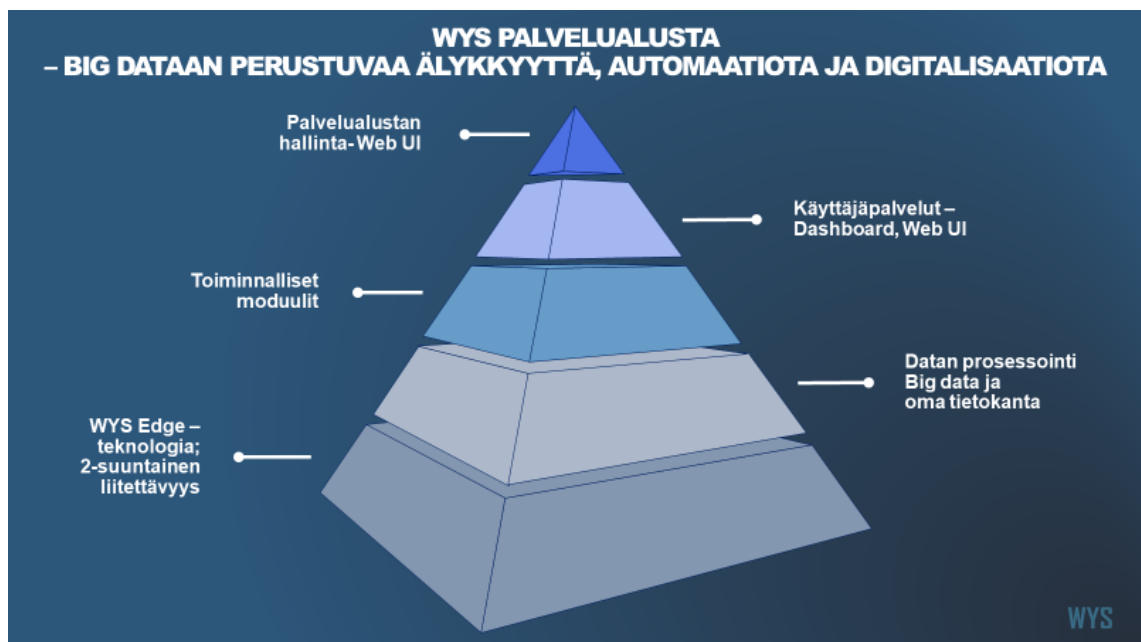 WYS PALVELUALUSTA
– BIG DATAAN PERUSTUVAA ÄLYKKYYTTÄ, AUTOMAATIOTA JA DIGITALISAATIOTA
Palvelualustan
hallinta- Web UI
Käyttäjäpalvelut –
Dashboard, Web UI
Toiminnalliset
moduulit
Datan prosessointi
Big data ja
oma tietokanta
WYS Edge –
teknologia;
2-suuntainen
liitettävyys
WYS